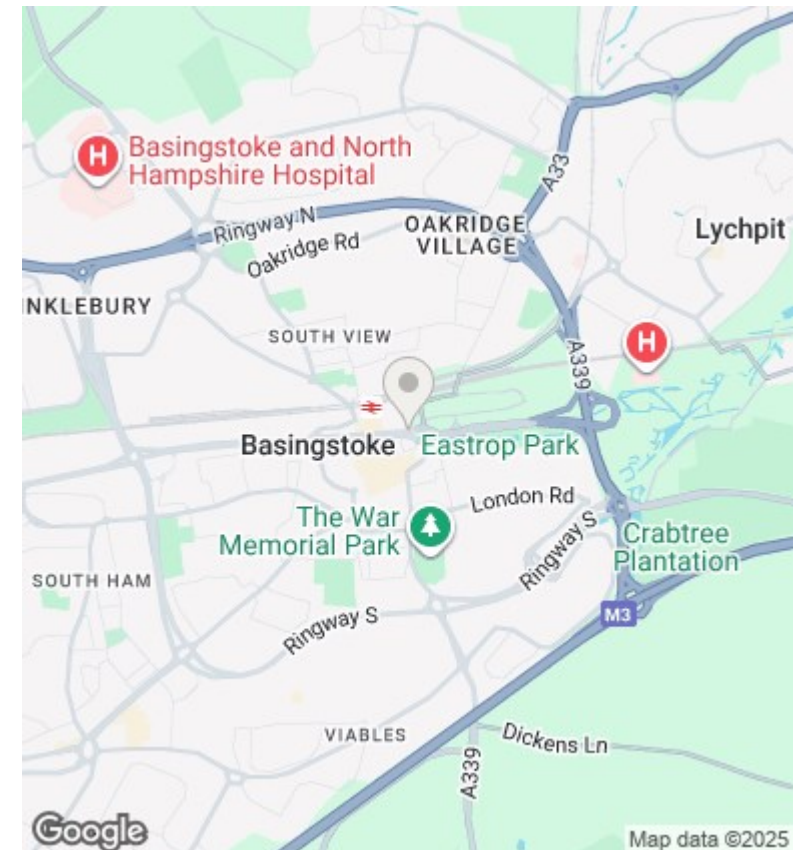 A33
H
Basingstoke and North
Hampshire Hospital
Ringway N
OAKRIDGE
VILLAGE
Lychpit
Oakridge Rd
INKLEBURY
SOUTH VIEW
H
A339
Basingstoke
Eastrop Park
London Rd
The War
Memorial Park
Ringway S
Crabtree
Plantation
SOUTH HAM
Ringway S
M3
VIABLES
Dickens Ln
A339
Google
Map data ©2025